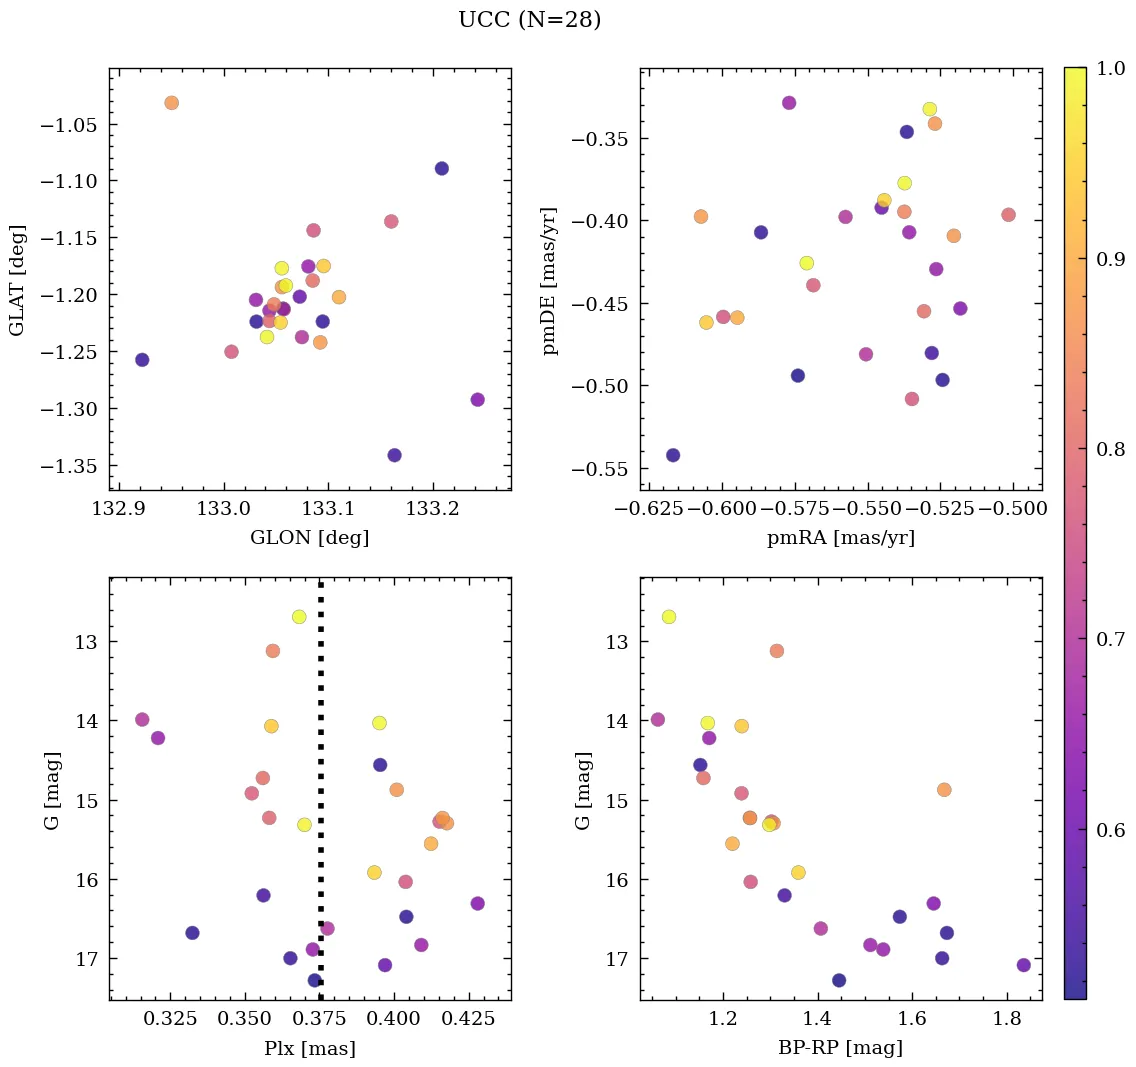 UCC (N=28)
−1.05
−1.10
−1.15
−1.20
−1.25
−1.30
−1.35
GLAT [deg]
132.9 133.0 133.1 133.2
GLON [deg]
−0.35
−0.40
−0.45
−0.50
−0.55
pmDE [mas/yr]
−0.625 −0.600 −0.575 −0.550 −0.525 −0.500
pmRA [mas/yr]
1.0
0.9
0.8
0.7
0.6
13
14
15
16
17
G [mag]
0.325 0.350 0.375 0.400 0.425
Plx [mas]
13
14
15
16
17
G [mag]
1.2 1.4 1.6 1.8
BP-RP [mag]